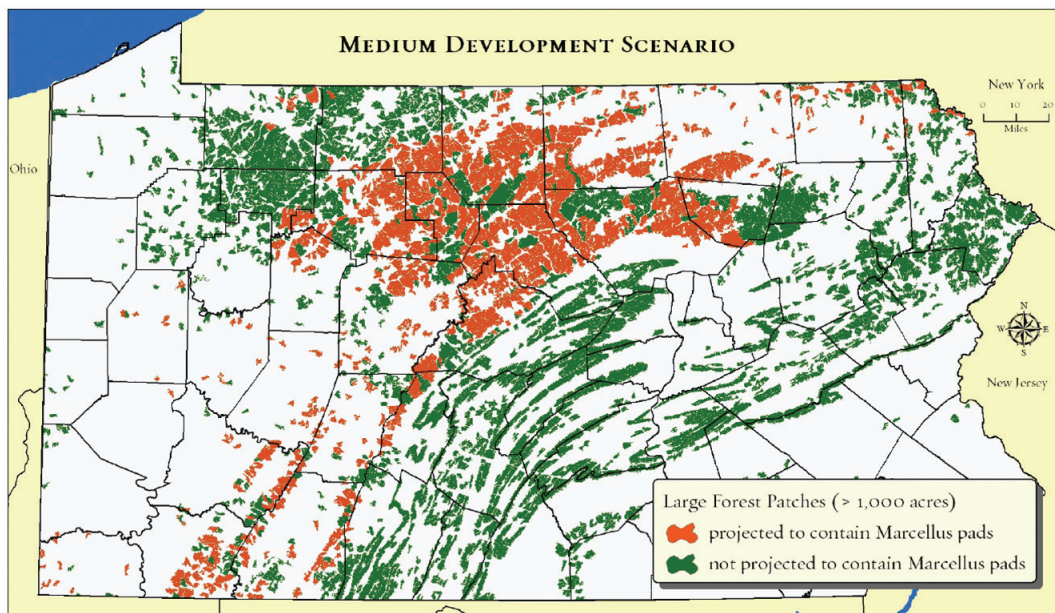 MEDIUM DEVELOPMENT SCENARIO
New York
0 10 20
Miles
Ohio
N
W E
S
New Jersey
Large Forest Patches (> 1,000 acres)
projected to contain Marcellus pads
not projected to contain Marcellus pads